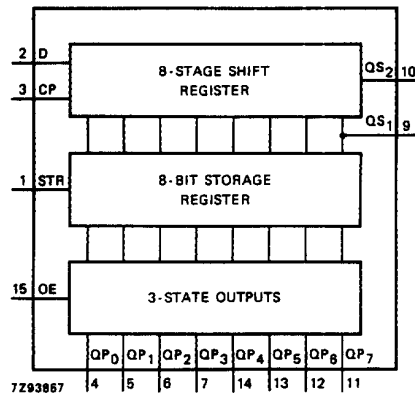 2 D
3 CP
8-STAGE SHIFT
REGISTER
QS2 10
QS1 9
1 STR
8-BIT STORAGE
REGISTER
15 OE
3-STATE OUTPUTS
QP0 QP1 QP2 QP3 QP4 QP5 QP6 QP7
7Z93867 4 5 6 7 14 13 12 11